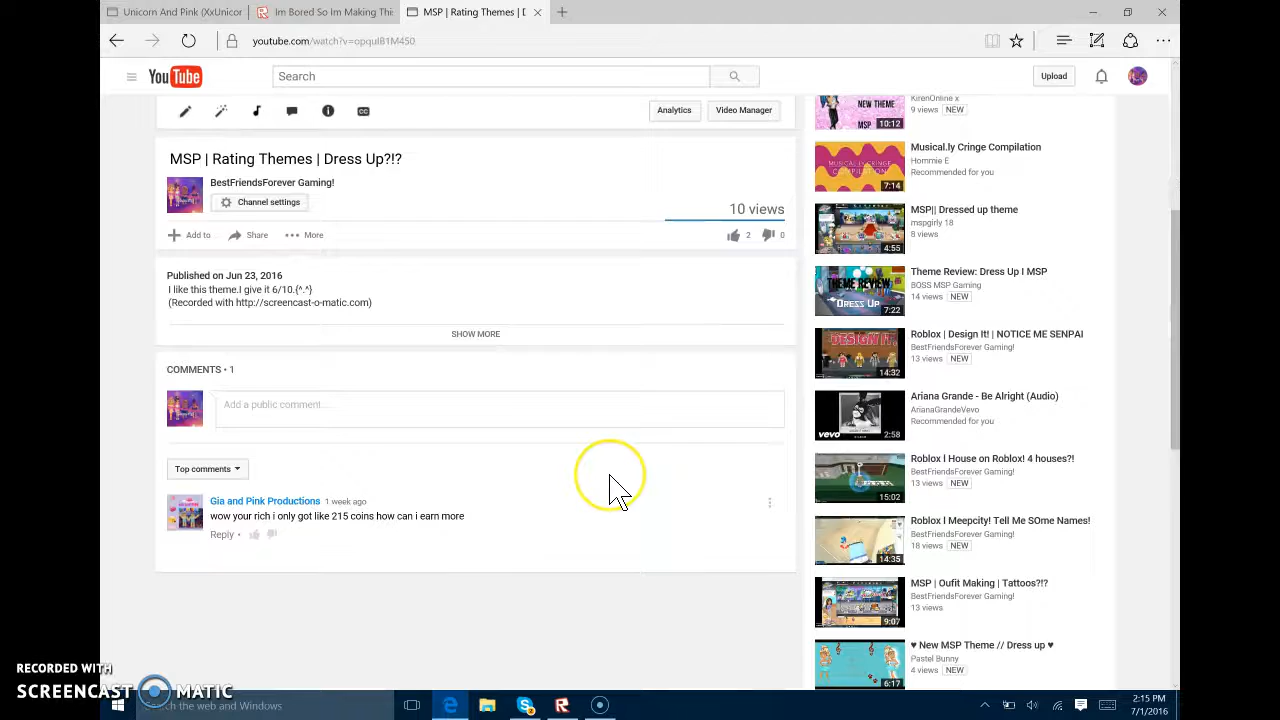 Unicorn And Pink (XxUnicor
Im Bored So Im Making Thi
MSP | Rating Themes | D
youtube.com/watch?v=opquIB1M450
YouTube
Search
Upload
Analytics
Video Manager
MSP | Rating Themes | Dress Up?!?
BestFriendsForever Gaming!
Channel settings
10 views
Add to
Share
More
2
0
Published on Jun 23, 2016
I like this theme.I give it 6/10.{^.^}
(Recorded with http://screencast-o-matic.com)
SHOW MORE
COMMENTS • 1
Add a public comment...
Top comments
Gia and Pink Productions 1 week ago
wow your rich i only got like 215 coins how can i earn more
Reply •
KirenOnline x
9 views NEW
NEW THEME
MSP
10:12
Musical.ly Cringe Compilation
Hommie E
Recommended for you
MUSICAL.LY CRINGE
COMPILATION
7:14
MSP|| Dressed up theme
mspgirly 18
8 views
4:55
Theme Review: Dress Up I MSP
BOSS MSP Gaming
14 views NEW
THEME REVIEW
DRESS UP
7:22
Roblox | Design It! | NOTICE ME SENPAI
BestFriendsForever Gaming!
13 views NEW
DESIGN IT
14:32
Ariana Grande - Be Alright (Audio)
ArianaGrandeVevo
Recommended for you
vevo
2:58
Roblox l House on Roblox! 4 houses?!
BestFriendsForever Gaming!
13 views NEW
15:02
Roblox l Meepcity! Tell Me SOme Names!
BestFriendsForever Gaming!
18 views NEW
14:35
MSP | Oufit Making | Tattoos?!?
BestFriendsForever Gaming!
13 views
9:07
♥ New MSP Theme // Dress up ♥
Pastel Bunny
4 views NEW
6:17
RECORDED WITH
SCREENCAST MATIC
ch the web and Windows
2:15 PM
7/1/2016